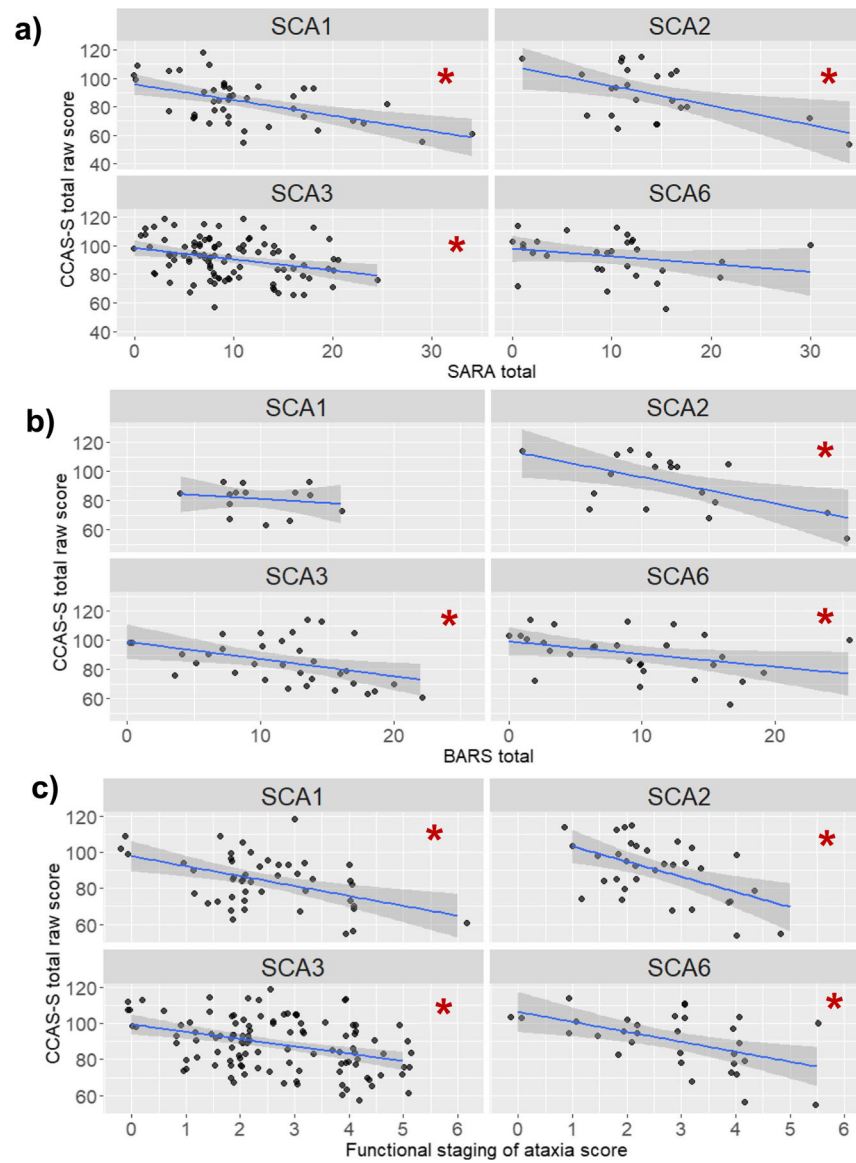 a)
SCA1 SCA2
120
100
80
60
40
SCA3 SCA6
120
100
80
60
40
CCAS-S total raw score
0 10 20 30 0 10 20 30
SARA total
b)
SCA1 SCA2
120
100
80
60
SCA3 SCA6
120
100
80
60
CCAS-S total raw score
0 10 20 0 10 20
BARS total
c)
SCA1 SCA2
120
100
80
60
SCA3 SCA6
120
100
80
60
CCAS-S total raw score
0 1 2 3 4 5 6 0 1 2 3 4 5 6
Functional staging of ataxia score